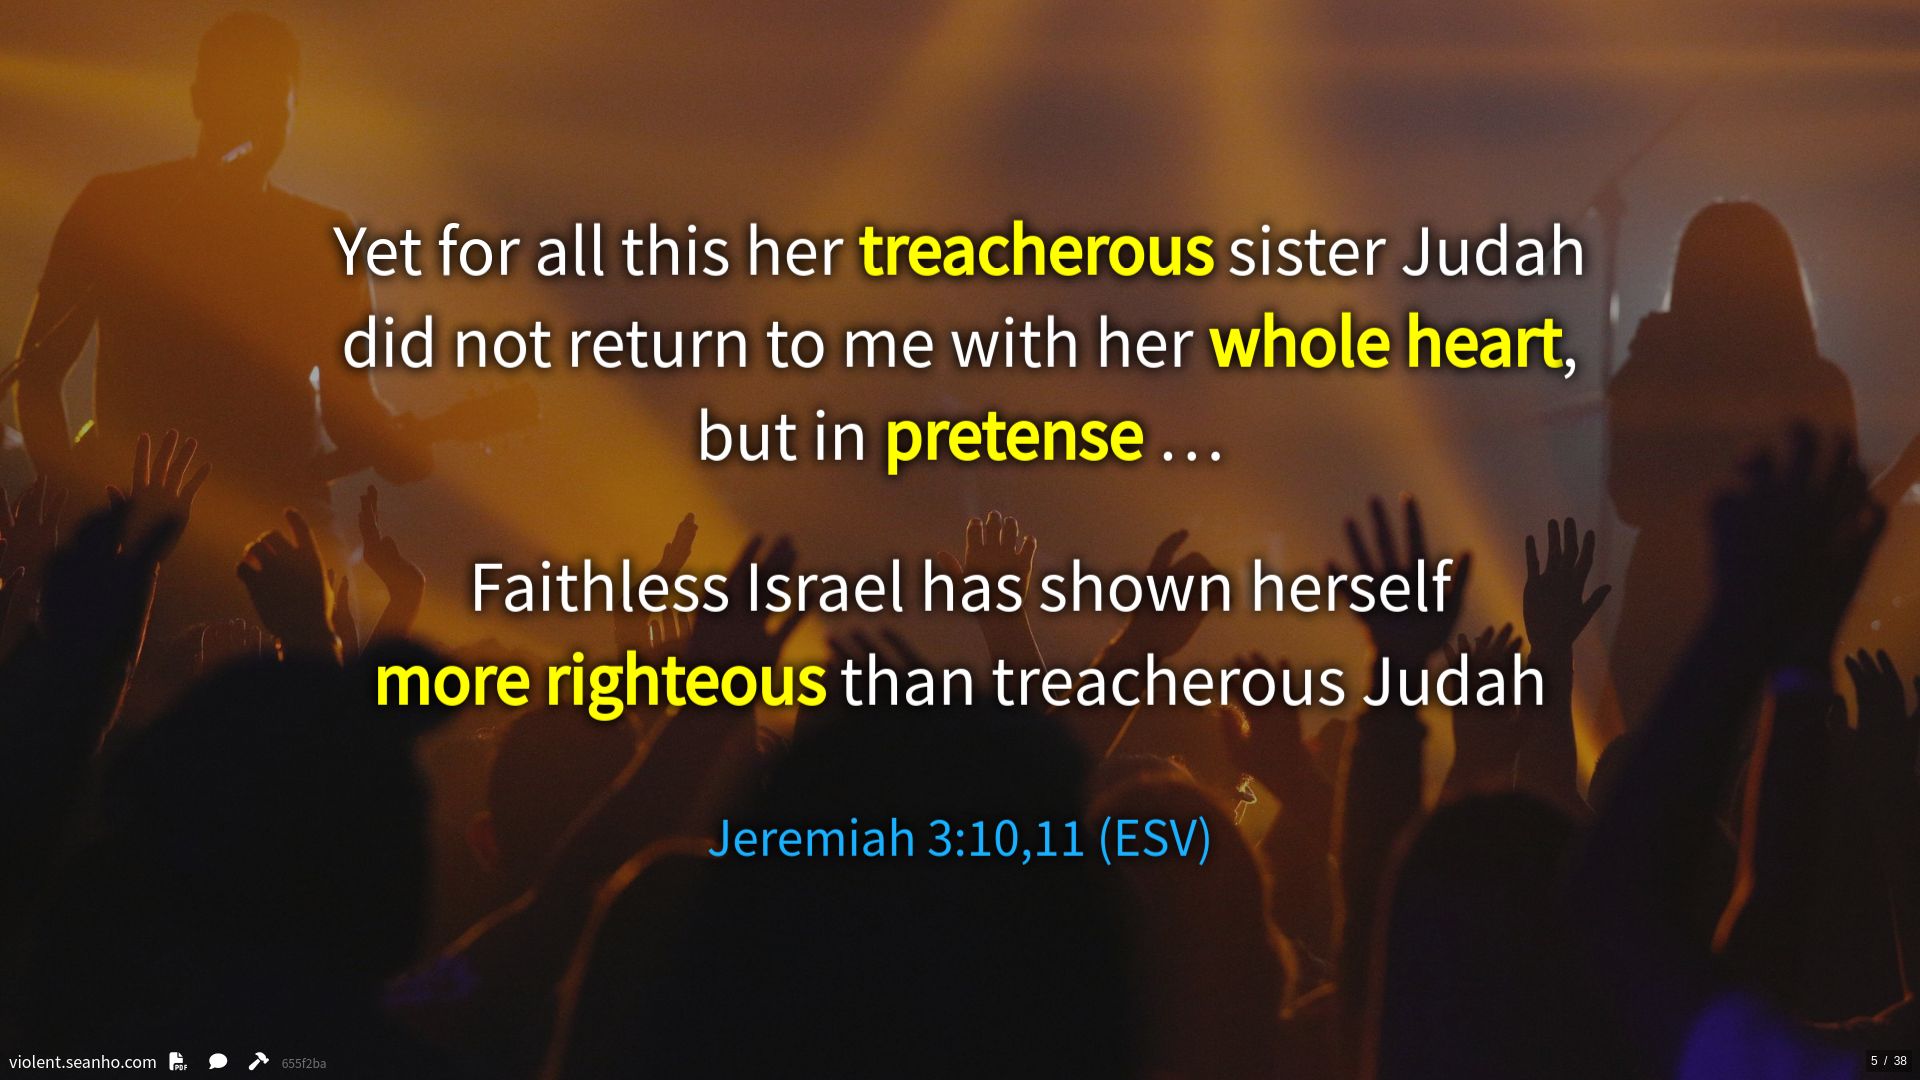 Yet for all this her treacherous sister Judah
did not return to me with her whole heart,
but in pretense …
Faithless Israel has shown herself
more righteous than treacherous Judah
Jeremiah 3:10,11 (ESV)
violent.seanho.com PDF 655f2ba
5 / 38